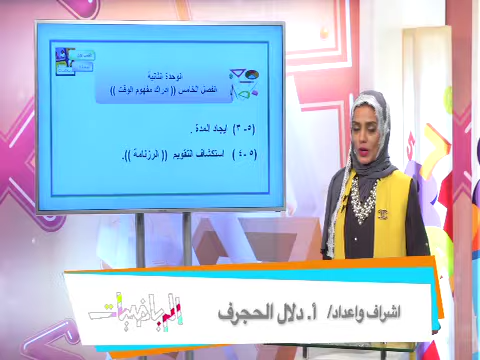 الوحدة الثانية
الفصل الخامس (( ادراك مفهوم الوقت ))
(٥-٣) ايجاد المدة .
(٥-٤) استكشاف التقويم (( الرزنامة )).
الرياضيات
اشراف واعداد/ أ. دلال الحجرف